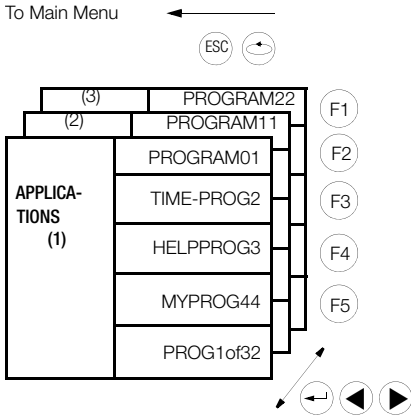 To Main Menu
ESC
(3) PROGRAM22
F1
(2) PROGRAM11
PROGRAM01
F2
APPLICA-
TIONS
(1)
TIME-PROG2
F3
HELPPROG3
F4
MYPROG44
F5
PROG1of32